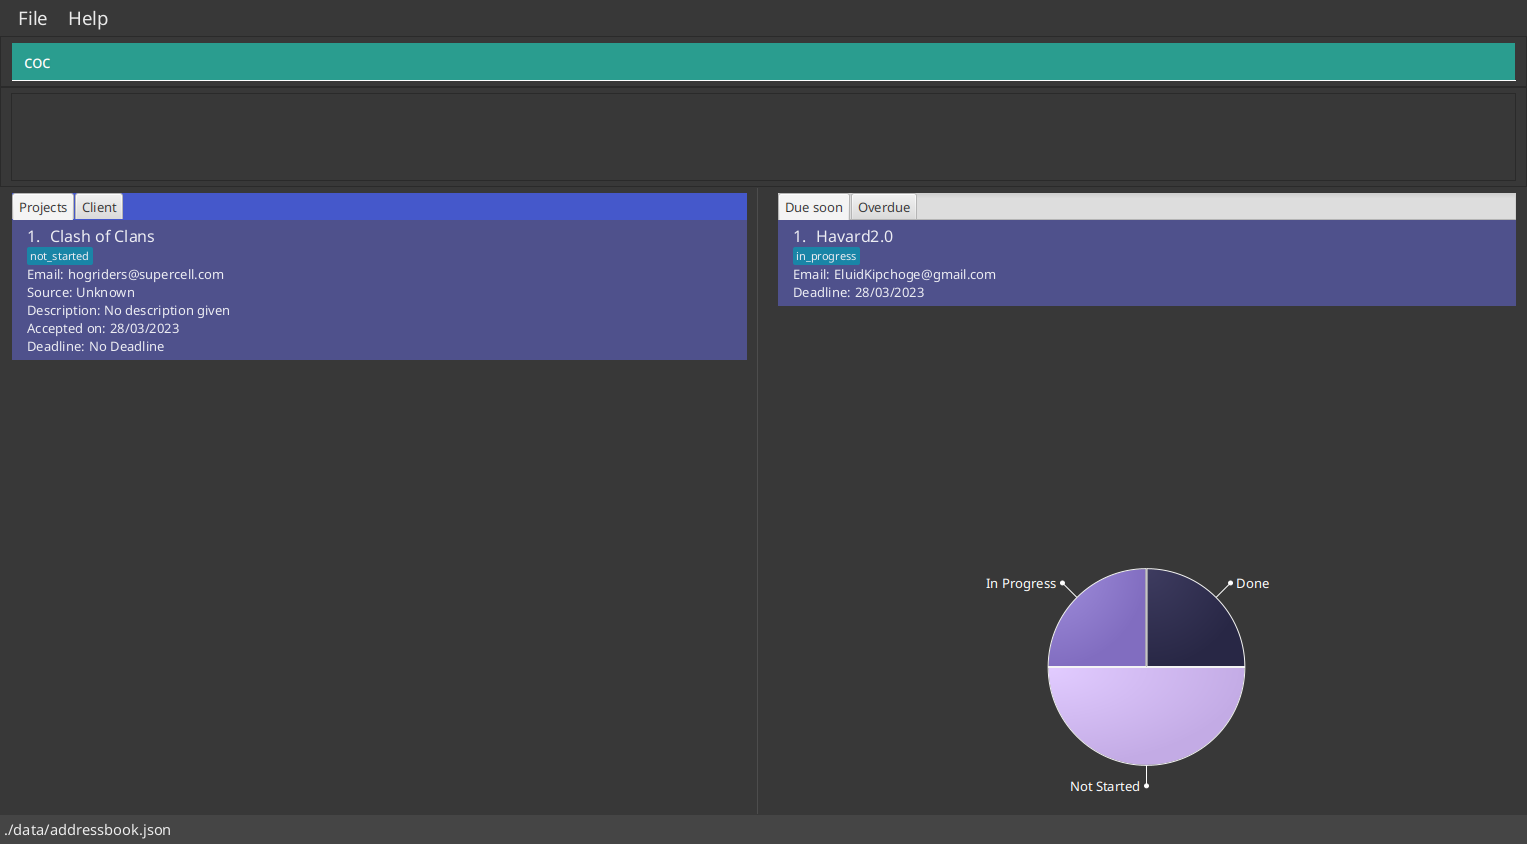 File Help
coc
Projects Client
1. Clash of Clans
not_started
Email: hogriders@supercell.com
Source: Unknown
Description: No description given
Accepted on: 28/03/2023
Deadline: No Deadline
Due soon Overdue
1. Havard2.0
in_progress
Email: EluidKipchoge@gmail.com
Deadline: 28/03/2023
In Progress
Done
Not Started
./data/addressbook.json